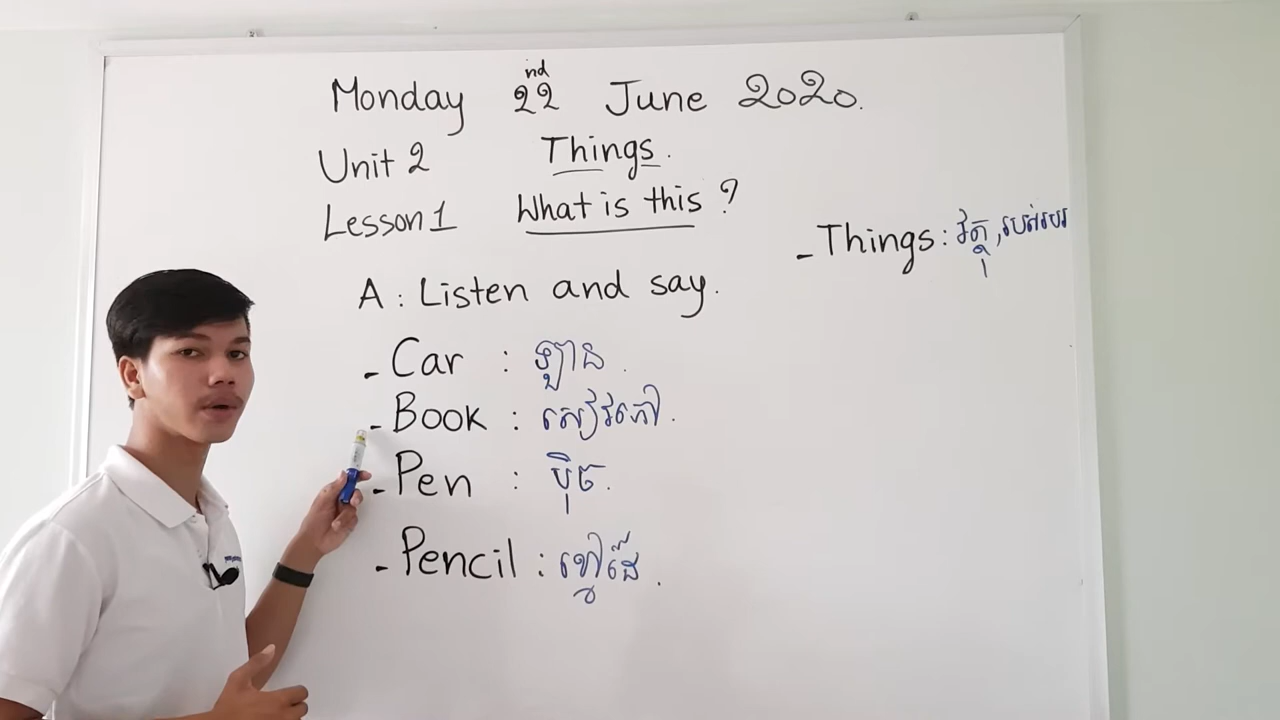 Monday 22nd June 2020.
Unit 2 Things.
Lesson 1 What is this ?
- Things : វត្ថុ, របស់របរ
A : Listen and say.
- Car : ឡាន.
- Book : សៀវភៅ.
- Pen : ប៊ិច.
- Pencil : ខ្មៅដៃ.